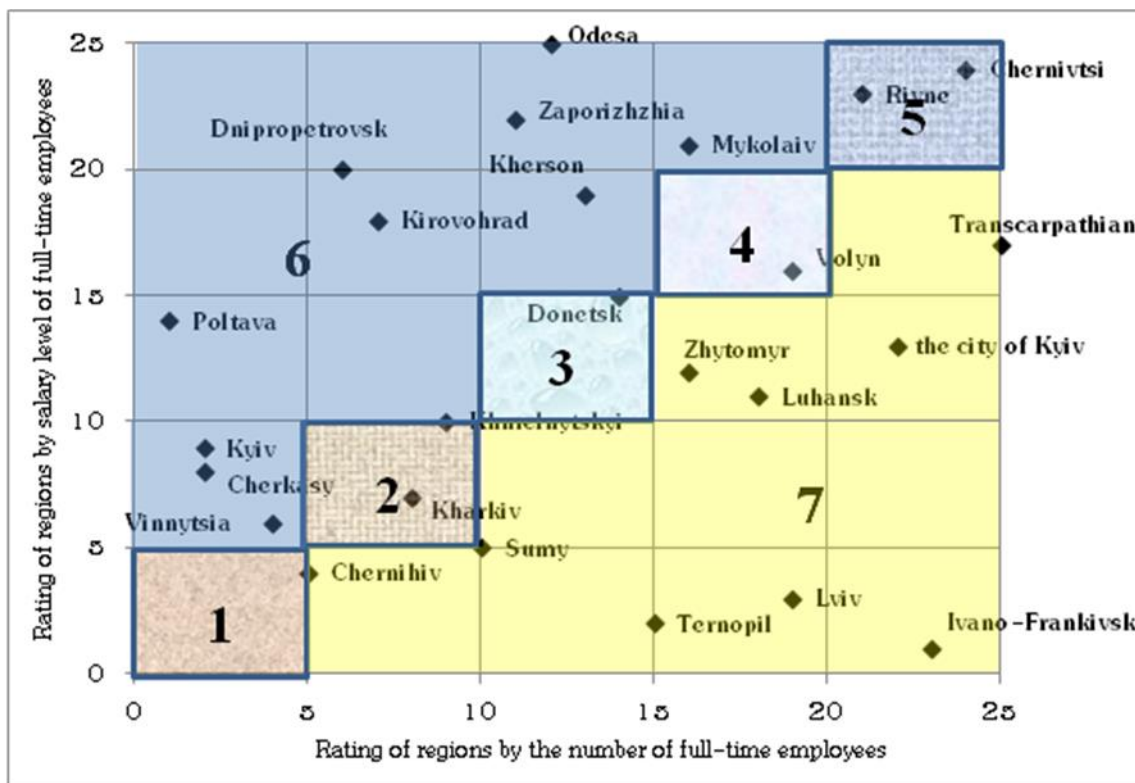 Rating of regions by salary level of full-time employees
25
20
15
10
5
0
0 5 10 15 20 25
Rating of regions by the number of full-time employees
Odesa
Chernivtsi
Rivne
5
Zaporizhzhia
Dnipropetrovsk
Mykolaiv
Kherson
Kirovohrad
Transcarpathian
4
6
Volyn
Poltava
Donetsk
3
Zhytomyr
the city of Kyiv
Luhansk
Kyiv
Cherkasy
2
Kharkiv
7
Vinnytsia
Sumy
Chernihiv
1
Lviv
Ternopil
Ivano-Frankivsk